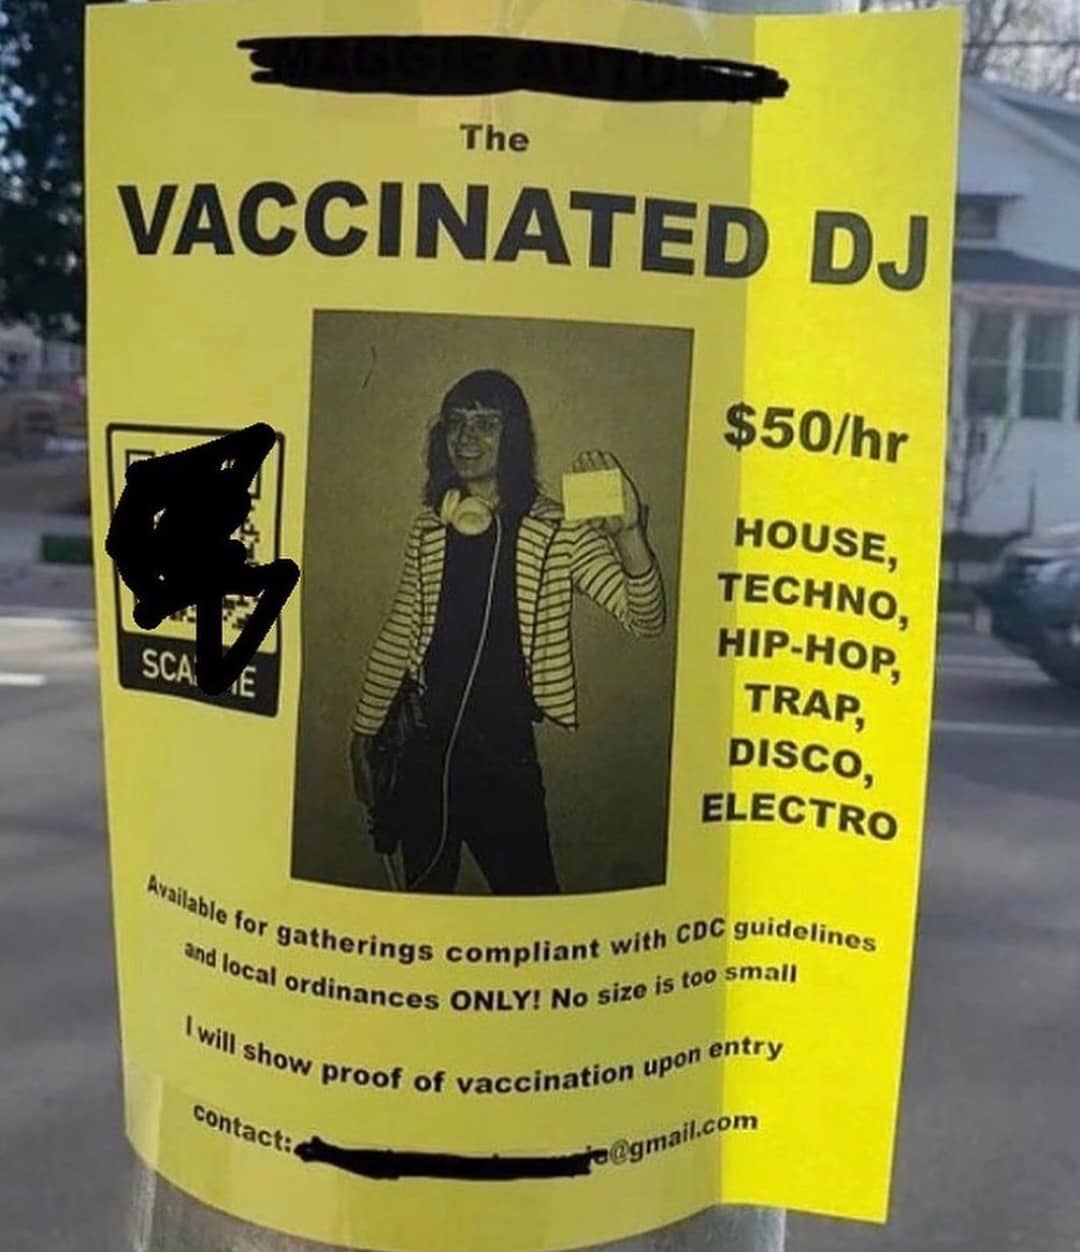 The
VACCINATED DJ
$50/hr
HOUSE,
TECHNO,
HIP-HOP,
TRAP,
DISCO,
ELECTRO
Available for gatherings compliant with CDC guidelines
and local ordinances ONLY! No size is too small
I will show proof of vaccination upon entry
contact: @gmail.com